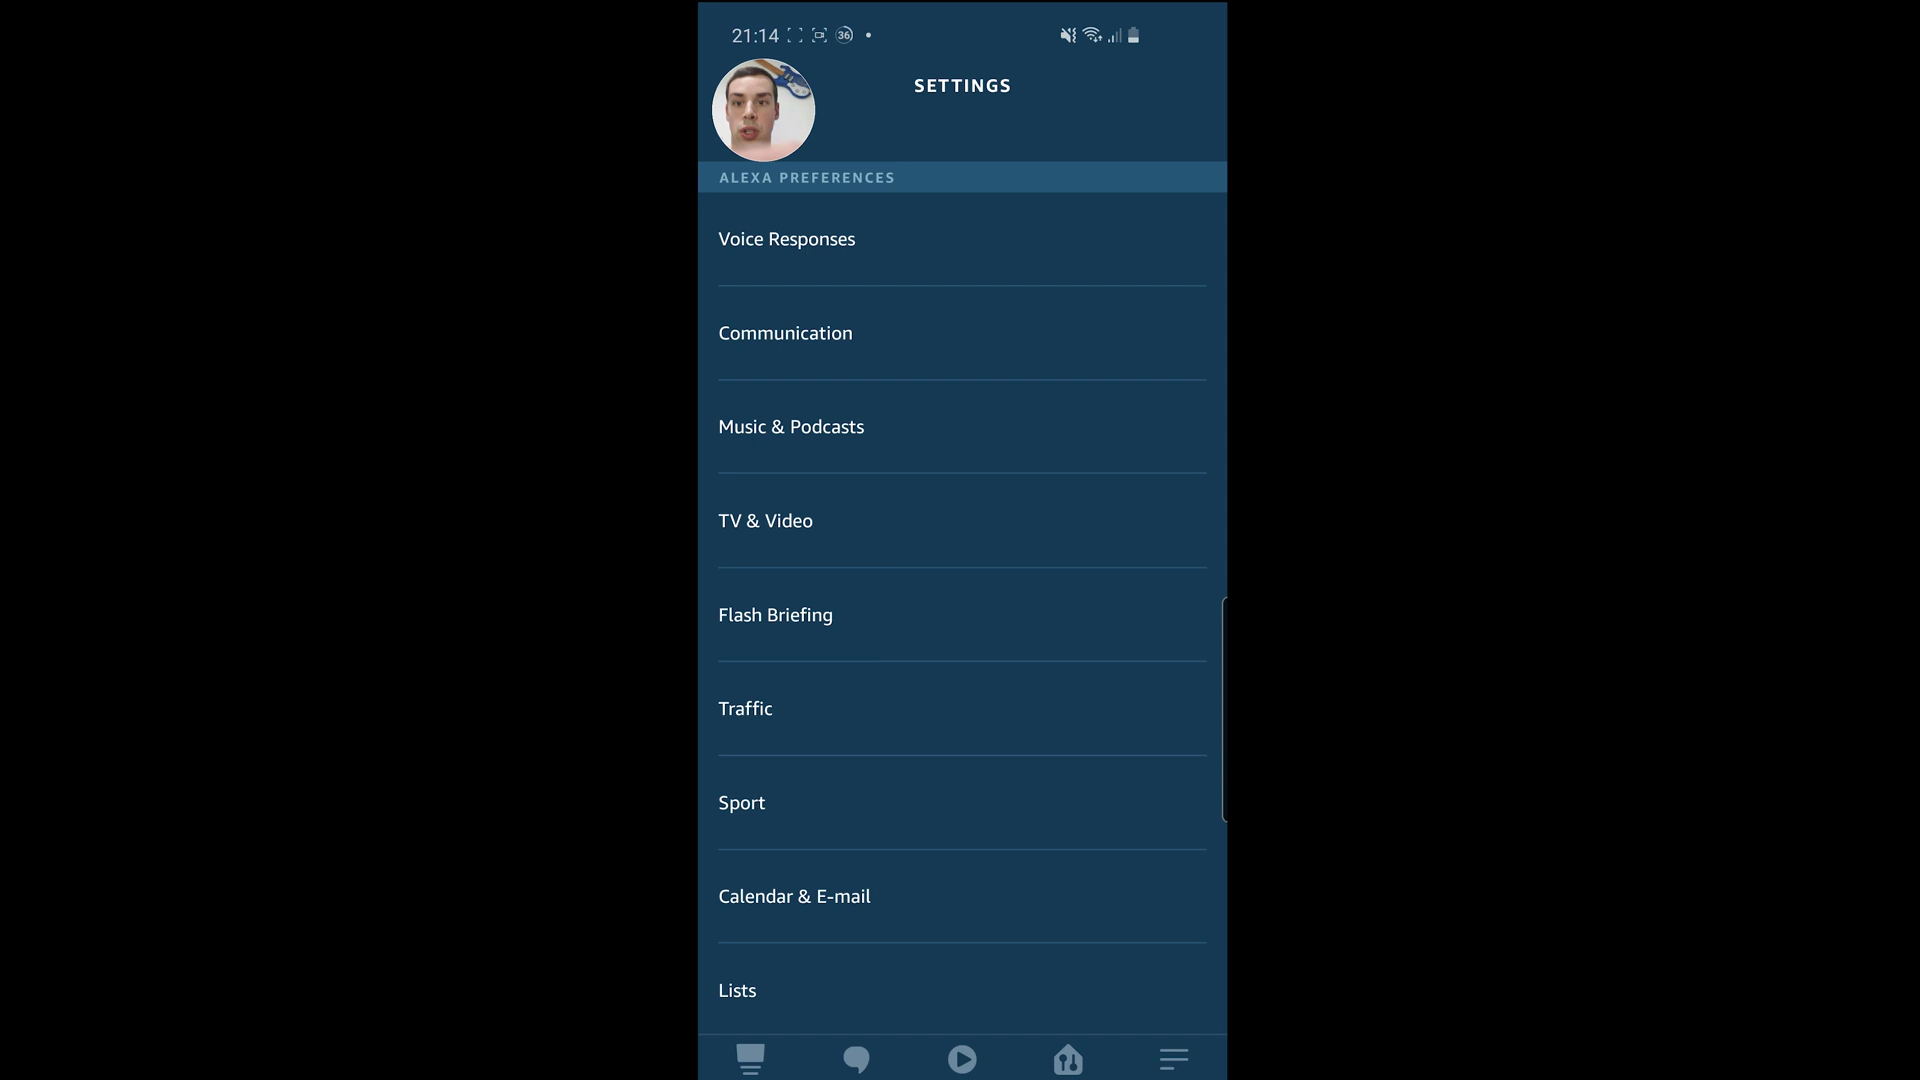 21:14 36
SETTINGS
ALEXA PREFERENCES
Voice Responses
Communication
Music & Podcasts
TV & Video
Flash Briefing
Traffic
Sport
Calendar & E-mail
Lists